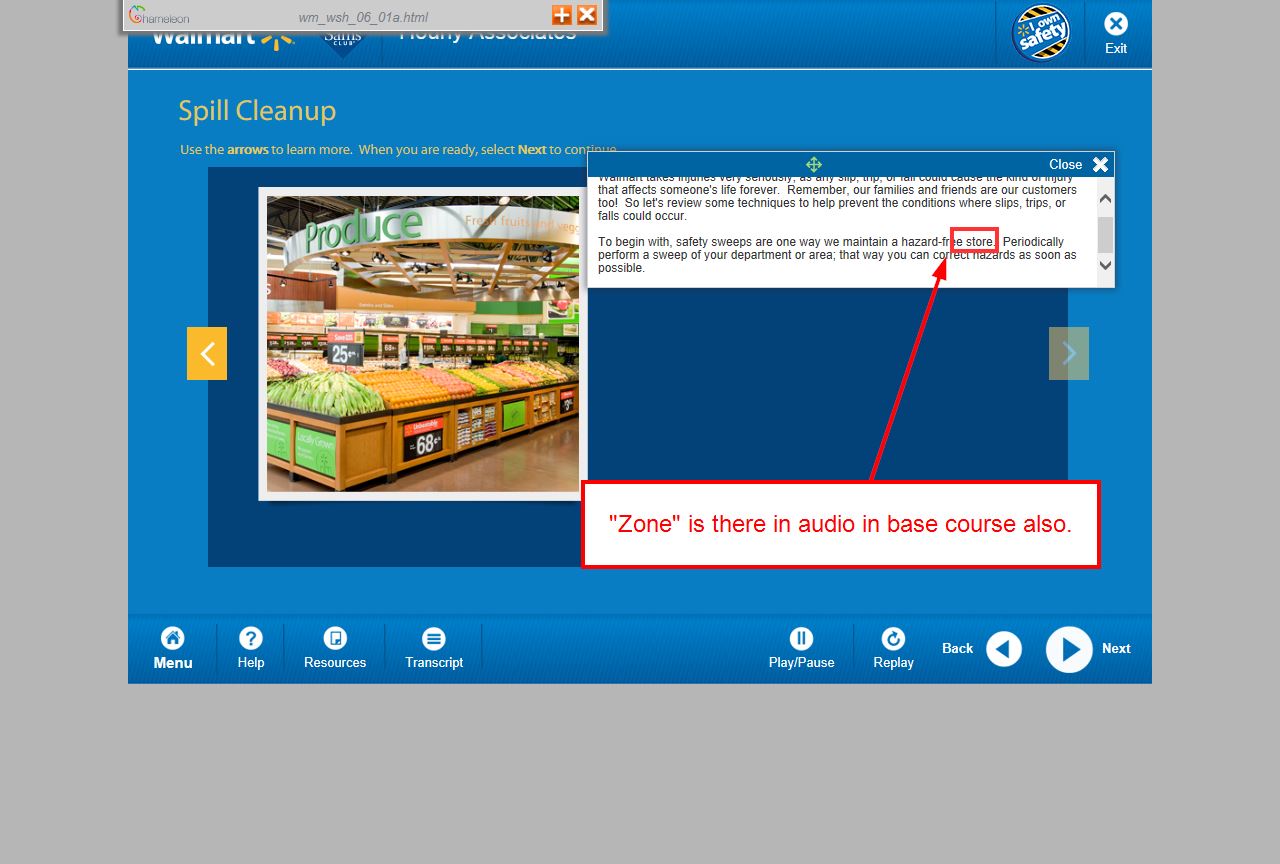 Chameleon
wm_wsh_06_01a.html
Walmart
Sam's
CLUB
Hourly Associates
I own
safety
Exit
Spill Cleanup
Use the arrows to learn more. When you are ready, select Next to continue.
Close
Walmart takes injuries very seriously, as any slip, trip, or fall could cause the kind of injury
that affects someone's life forever. Remember, our families and friends are our customers
too! So let's review some techniques to help prevent the conditions where slips, trips, or
falls could occur.
To begin with, safety sweeps are one way we maintain a hazard-free store. Periodically
perform a sweep of your department or area; that way you can correct hazards as soon as
possible.
Produce
Fresh fruits and vegg
25¢
68¢
Unbeatable
68¢
Locally Grown
"Zone" is there in audio in base course also.
Menu
Help
Resources
Transcript
Play/Pause
Replay
Back
Next